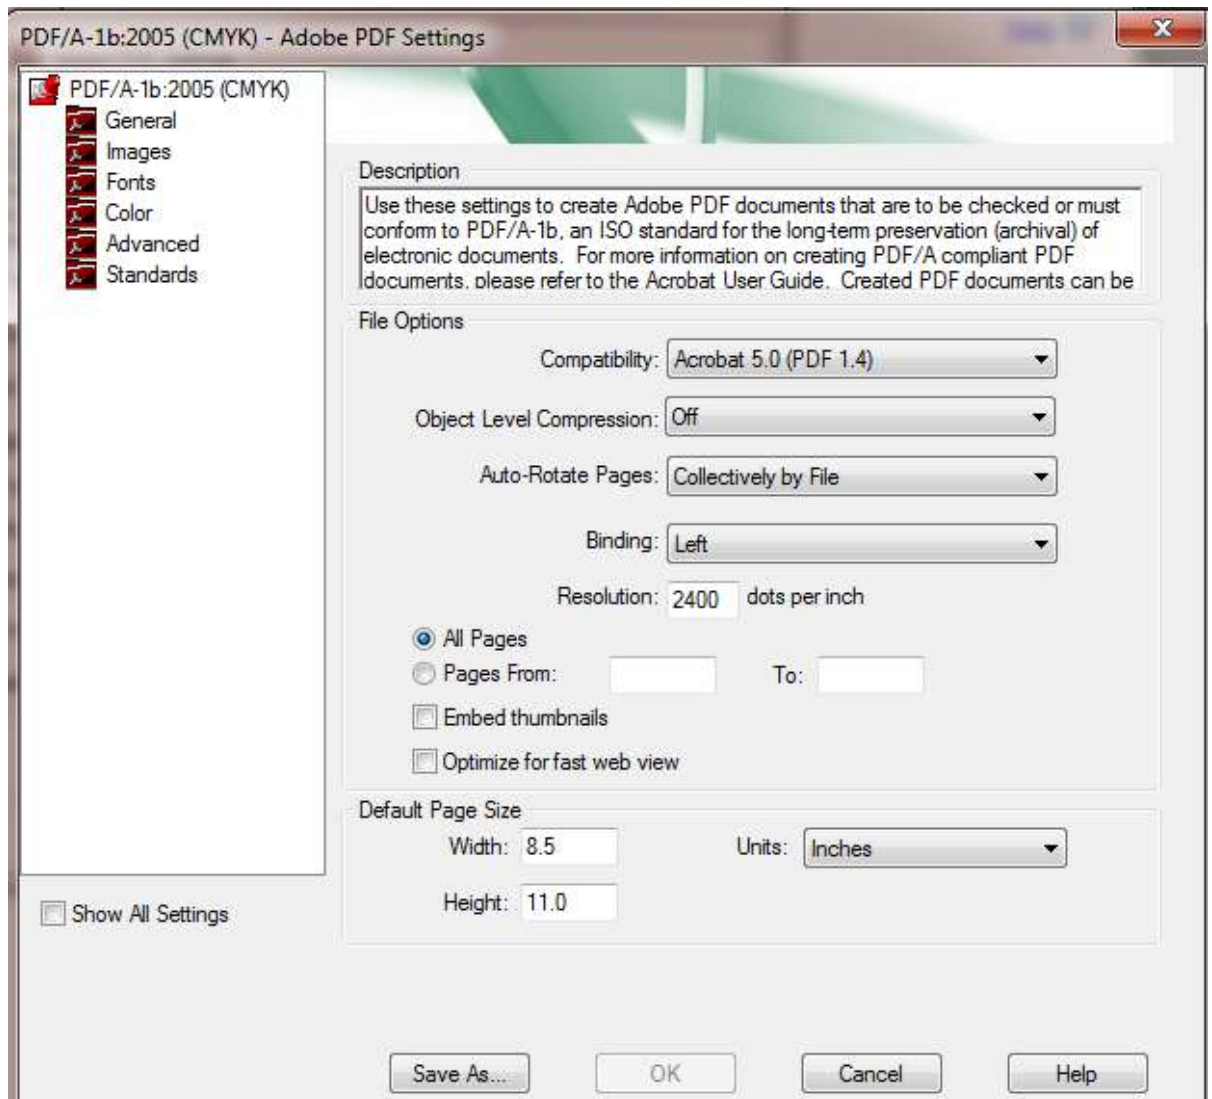 PDF/A-1b:2005 (CMYK) - Adobe PDF Settings
PDF/A-1b:2005 (CMYK)
General
Images
Fonts
Color
Advanced
Standards
Show All Settings
Description
Use these settings to create Adobe PDF documents that are to be checked or must
conform to PDF/A-1b, an ISO standard for the long-term preservation (archival) of
electronic documents.  For more information on creating PDF/A compliant PDF
documents, please refer to the Acrobat User Guide.  Created PDF documents can be
File Options
Compatibility: Acrobat 5.0 (PDF 1.4)
Object Level Compression: Off
Auto-Rotate Pages: Collectively by File
Binding: Left
Resolution: 2400 dots per inch
All Pages
Pages From: To:
Embed thumbnails
Optimize for fast web view
Default Page Size
Width: 8.5 Units: Inches
Height: 11.0
Save As... OK Cancel Help